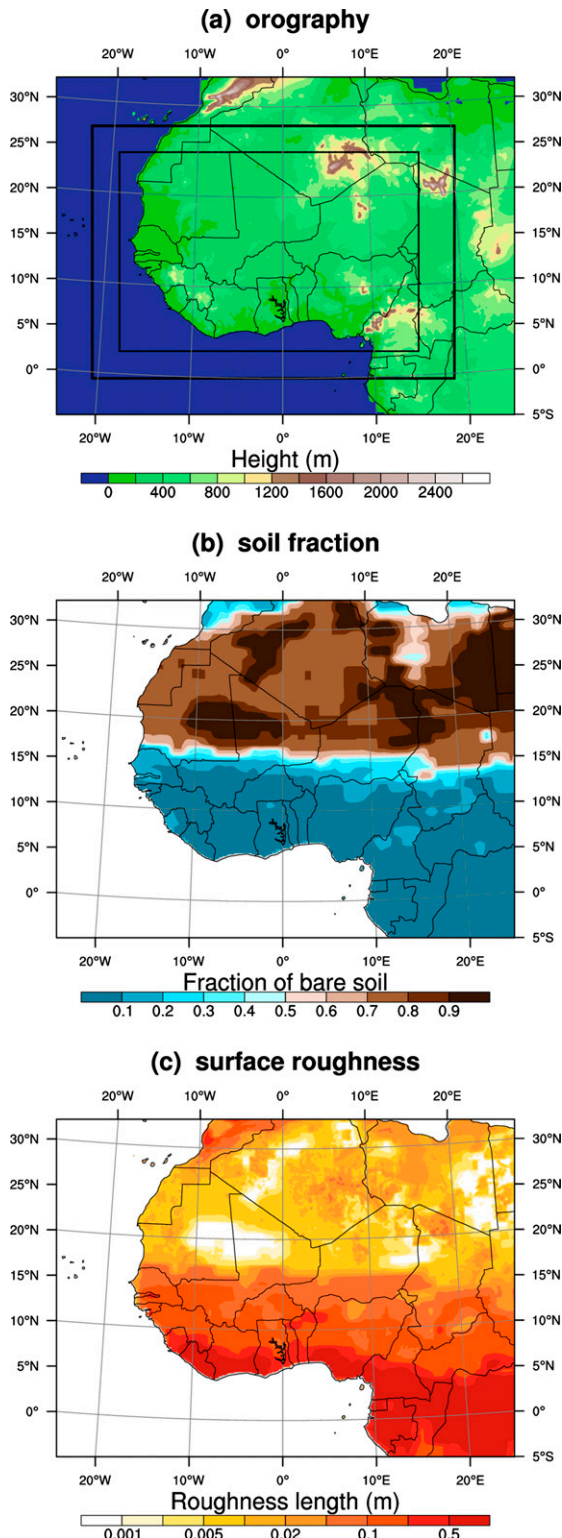 (a) orography
20°W 10°W 0° 10°E 20°E
30°N
25°N
20°N
15°N
10°N
5°N
0°
30°N
25°N
20°N
15°N
10°N
5°N
0°
5°S
20°W 10°W 0° 10°E 20°E
Height (m)
0 400 800 1200 1600 2000 2400
(b) soil fraction
20°W 10°W 0° 10°E 20°E
30°N
25°N
20°N
15°N
10°N
5°N
0°
30°N
25°N
20°N
15°N
10°N
5°N
0°
5°S
20°W 10°W 0° 10°E 20°E
Fraction of bare soil
0.1 0.2 0.3 0.4 0.5 0.6 0.7 0.8 0.9
(c) surface roughness
20°W 10°W 0° 10°E 20°E
30°N
25°N
20°N
15°N
10°N
5°N
0°
30°N
25°N
20°N
15°N
10°N
5°N
0°
5°S
20°W 10°W 0° 10°E 20°E
Roughness length (m)
0.001 0.005 0.02 0.1 0.5